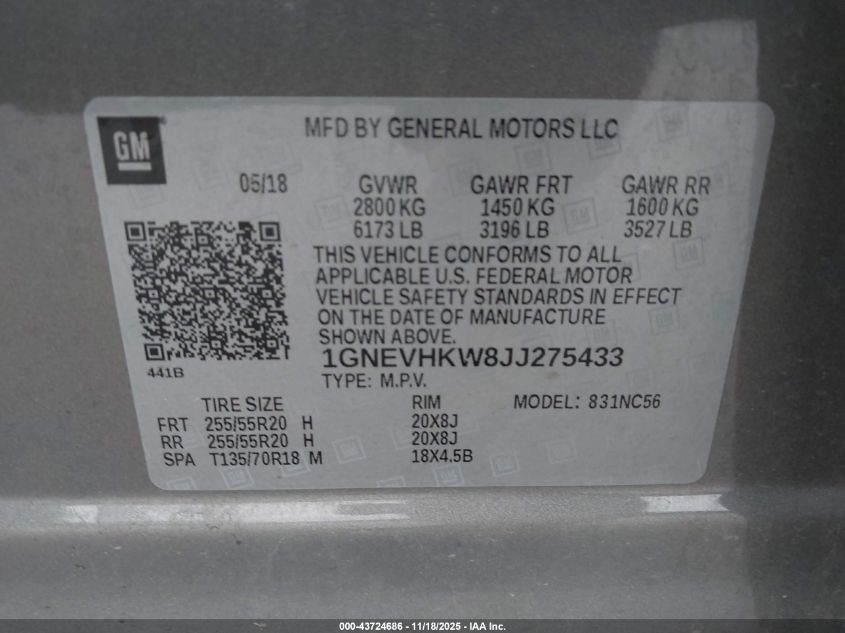 GM
MFD BY GENERAL MOTORS LLC
05/18 GVWR GAWR FRT GAWR RR
2800 KG 1450 KG 1600 KG
6173 LB 3196 LB 3527 LB
THIS VEHICLE CONFORMS TO ALL
APPLICABLE U.S. FEDERAL MOTOR
VEHICLE SAFETY STANDARDS IN EFFECT
ON THE DATE OF MANUFACTURE
SHOWN ABOVE.
1GNEVHKW8JJ275433
441B
TYPE: M.P.V.
TIRE SIZE RIM MODEL: 831NC56
FRT 255/55R20 H 20X8J
RR 255/55R20 H 20X8J
SPA T135/70R18 M 18X4.5B
000-43724686 - 11/18/2025 - IAA Inc.